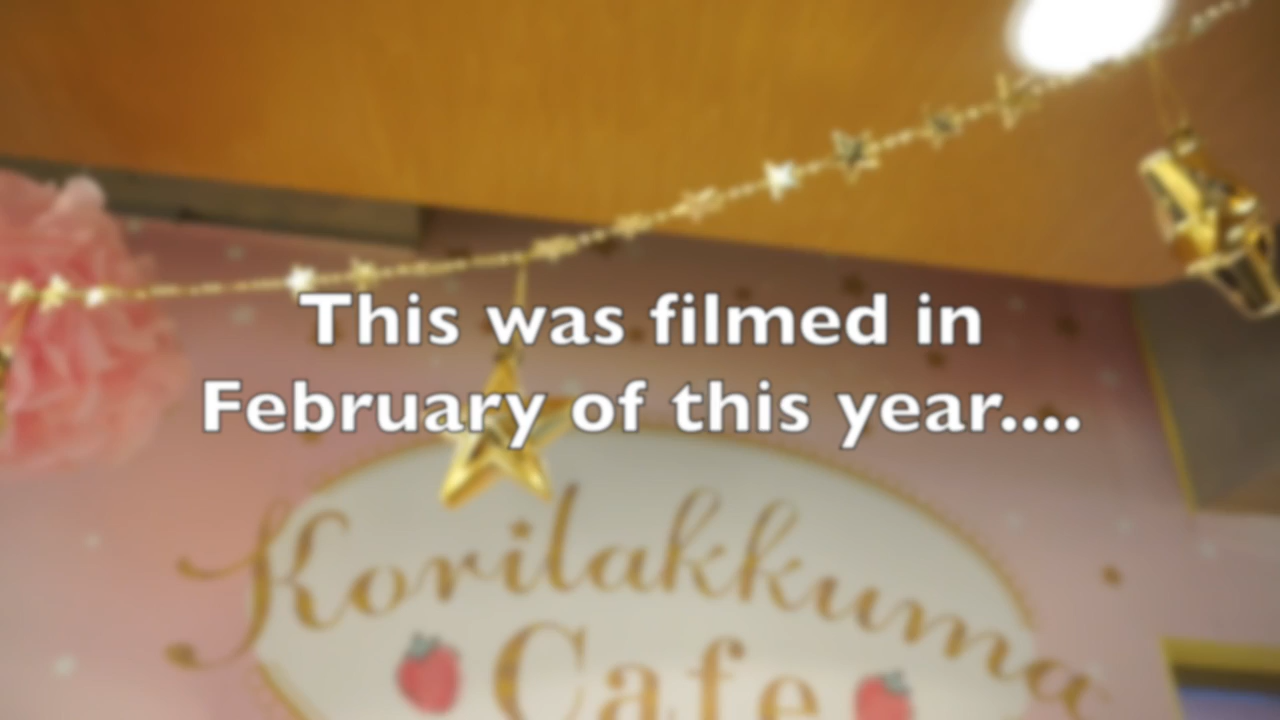 This was filmed in
February of this year....
Korilakkuma
Cafe